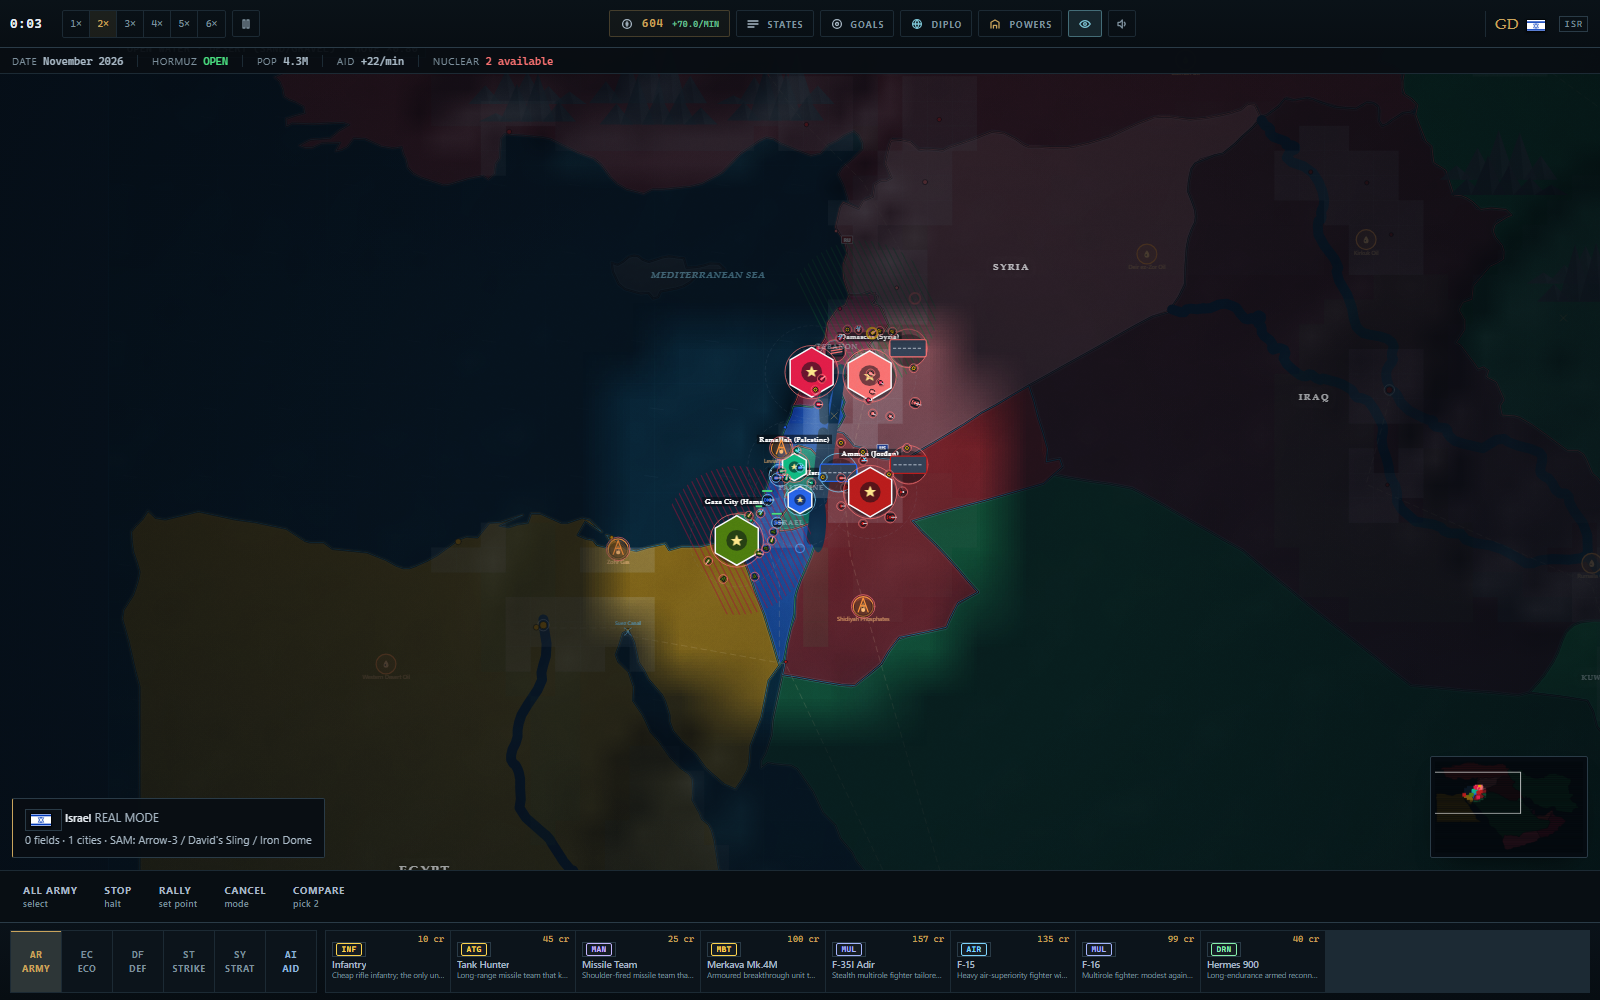 0:03 1× 2× 3× 4× 5× 6× 604 +70.0/MIN STATES GOALS DIPLO POWERS GD ISR
DATE November 2026 HORMUZ OPEN POP 4.3M AID +22/min NUCLEAR 2 available
MEDITERRANEAN SEA
SYRIA
Damascus (Syria)
IRAQ
Ramallah (Palestine)
Amman (Jordan)
Gaza City (Hama
ISRAEL
Suez Canal
Shidiyah Phosphates
KUW
EGYPT
Israel REAL MODE
0 fields · 1 cities · SAM: Arrow-3 / David's Sling / Iron Dome
ALL ARMY STOP RALLY CANCEL COMPARE
select halt set point mode pick 2
AR EC DF ST SY AI
ARMY ECO DEF STRIKE STRAT AID
INF 10 cr
Infantry
Cheap rifle infantry; the only un...
ATG 45 cr
Tank Hunter
Long-range missile team that k...
MAN 25 cr
Missile Team
Shoulder-fired missile team tha...
MBT 100 cr
Merkava Mk.4M
Armoured breakthrough unit t...
MUL 157 cr
F-35I Adir
Stealth multirole fighter tailore...
AIR 135 cr
F-15
Heavy air-superiority fighter wi...
MUL 99 cr
F-16
Multirole fighter: modest again...
DRN 40 cr
Hermes 900
Long-endurance armed reconn...